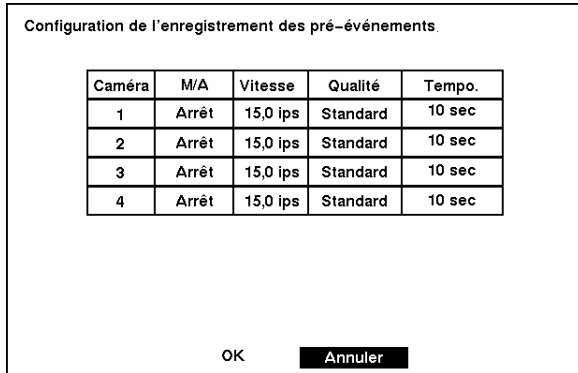 Configuration de l'enregistrement des pré-événements.
Caméra M/A Vitesse Qualité Tempo.
1 Arrêt 15,0 ips Standard 10 sec
2 Arrêt 15,0 ips Standard 10 sec
3 Arrêt 15,0 ips Standard 10 sec
4 Arrêt 15,0 ips Standard 10 sec
OK Annuler